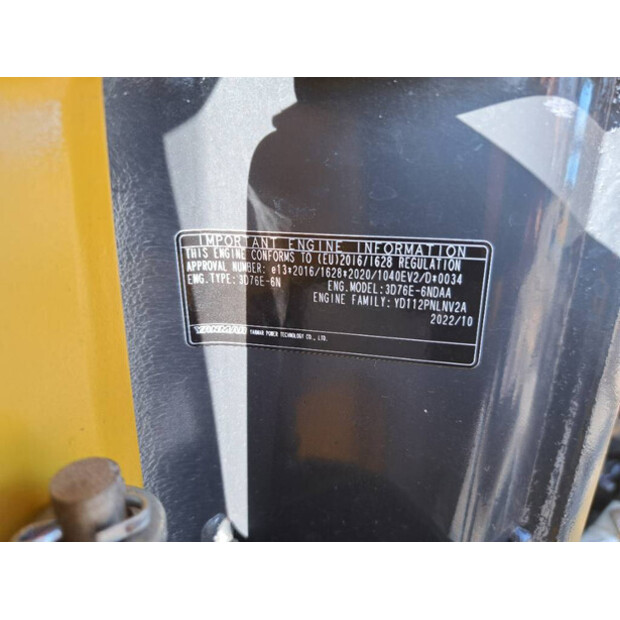 IMPORTANT ENGINE INFORMATION
THIS ENGINE CONFORMS TO (EU)2016/1628 REGULATION
APPROVAL NUMBER: e13*2016/1628*2020/1040EV2/D*0034
ENG.TYPE: 3D76E-6N ENG.MODEL: 3D76E-6NDAA
ENGINE FAMILY: YD112PNLNV2A
2022/10
YANMAR YANMAR POWER TECHNOLOGY CO., LTD.